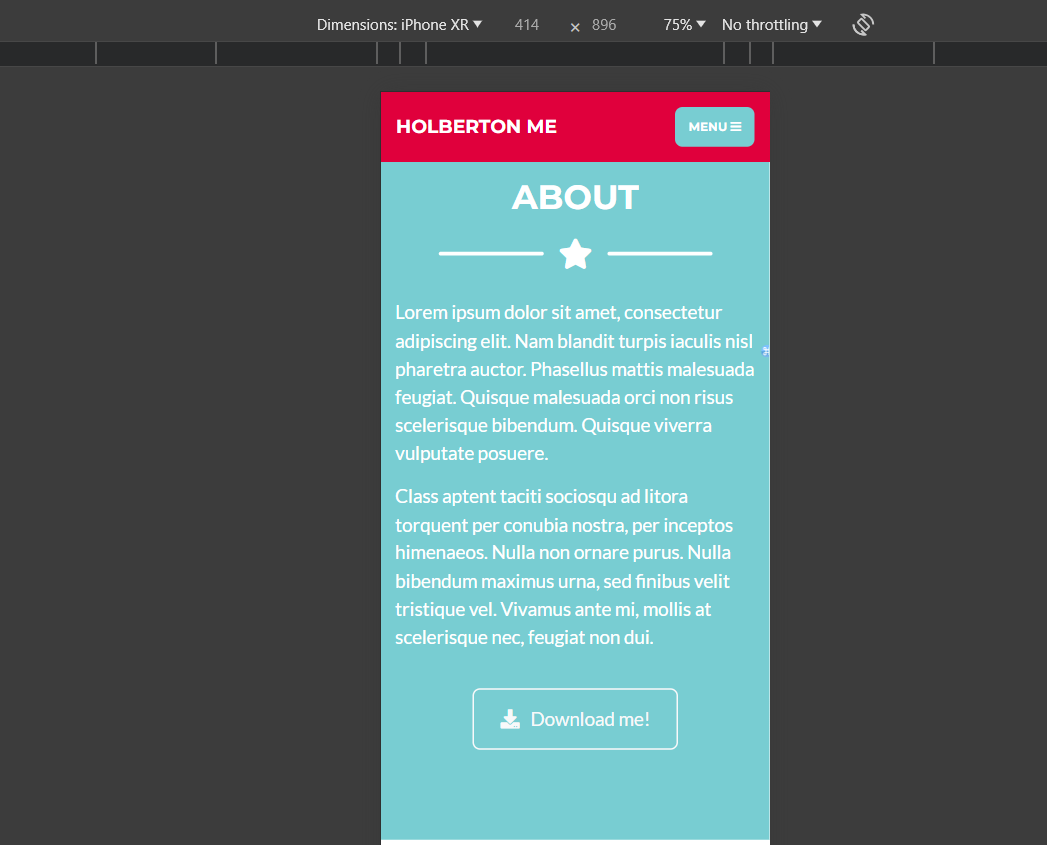 Dimensions: iPhone XR 414 × 896 75% No throttling
HOLBERTON ME MENU
ABOUT
Lorem ipsum dolor sit amet, consectetur
adipiscing elit. Nam blandit turpis iaculis nisl
pharetra auctor. Phasellus mattis malesuada
feugiat. Quisque malesuada orci non risus
scelerisque bibendum. Quisque viverra
vulputate posuere.
Class aptent taciti sociosqu ad litora
torquent per conubia nostra, per inceptos
himenaeos. Nulla non ornare purus. Nulla
bibendum maximus urna, sed finibus velit
tristique vel. Vivamus ante mi, mollis at
scelerisque nec, feugiat non dui.
Download me!